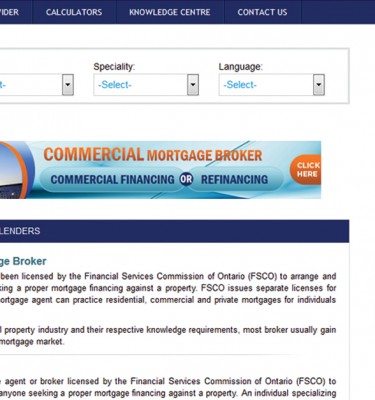 VIDER CALCULATORS KNOWLEDGE CENTRE CONTACT US
Speciality: Language:
-Select- -Select-
COMMERCIAL MORTGAGE BROKER
COMMERCIAL FINANCING OR REFINANCING
CLICK
HERE
LENDERS
ge Broker
been licensed by the Financial Services Commission of Ontario (FSCO) to arrange and
king a proper mortgage financing against a property. FSCO issues separate licenses for
ortgage agent can practice residential, commercial and private mortgages for individuals
l property industry and their respective knowledge requirements, most broker usually gain
mortgage market.
e agent or broker licensed by the Financial Services Commission of Ontario (FSCO) to
anyone seeking a proper mortgage financing against a property. An individual specializing